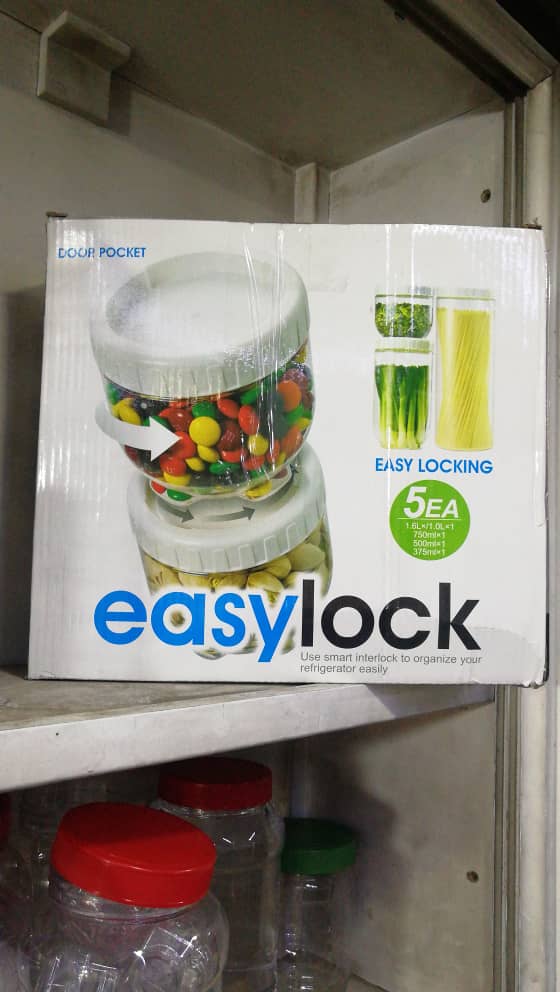 DOOR POCKET
EASY LOCKING
5EA
1.6L×/1.0L×1
750ml×1
500ml×1
375ml×1
easylock
Use smart interlock to organize your
refrigerator easily